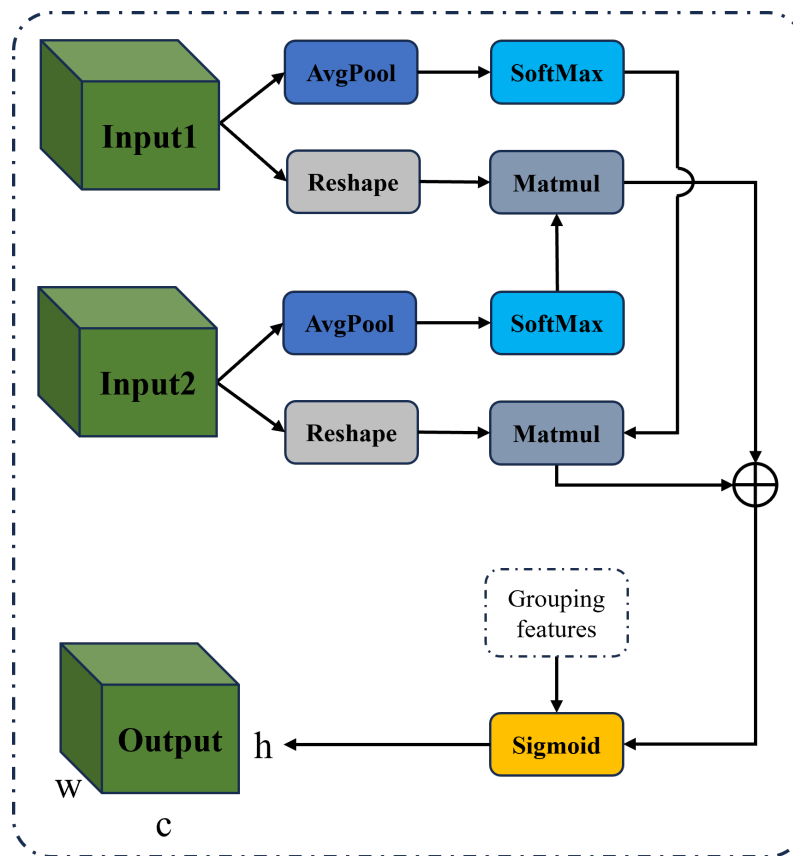 AvgPool
SoftMax
Input1
Reshape
Matmul
AvgPool
SoftMax
Input2
Reshape
Matmul
Grouping
features
Output
h
Sigmoid
w
c